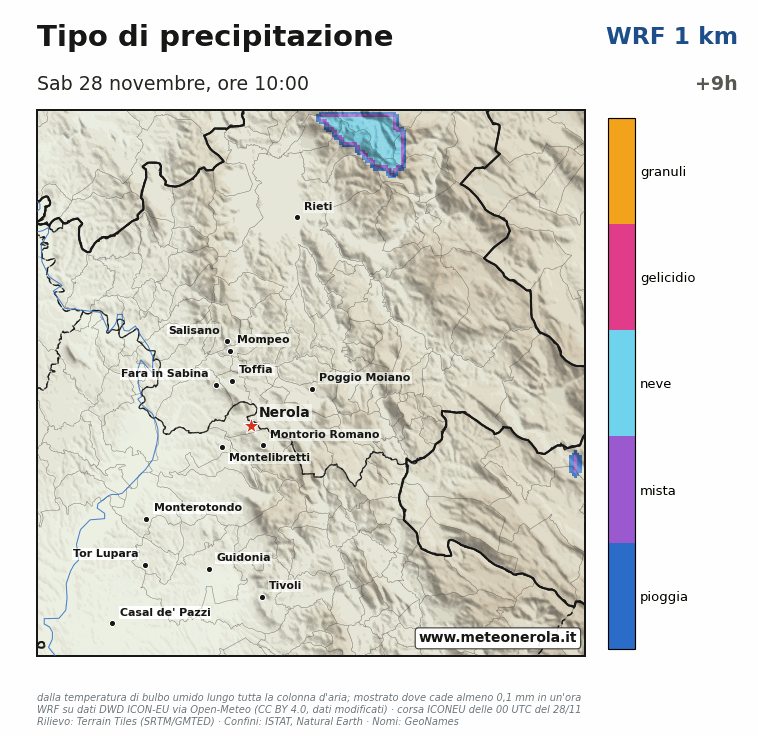 Tipo di precipitazione
WRF 1 km
Sab 28 novembre, ore 10:00
+9h
granuli
gelicidio
neve
mista
pioggia
Rieti
Salisano
Mompeo
Fara in Sabina
Toffia
Poggio Moiano
Nerola
Montorio Romano
Montelibretti
Monterotondo
Tor Lupara
Guidonia
Tivoli
Casal de' Pazzi
www.meteonerola.it
dalla temperatura di bulbo umido lungo tutta la colonna d'aria; mostrato dove cade almeno 0,1 mm in un'ora
WRF su dati DWD ICON-EU via Open-Meteo (CC BY 4.0, dati modificati) · corsa ICONEU delle 00 UTC del 28/11
Rilievo: Terrain Tiles (SRTM/GMTED) · Confini: ISTAT, Natural Earth · Nomi: GeoNames